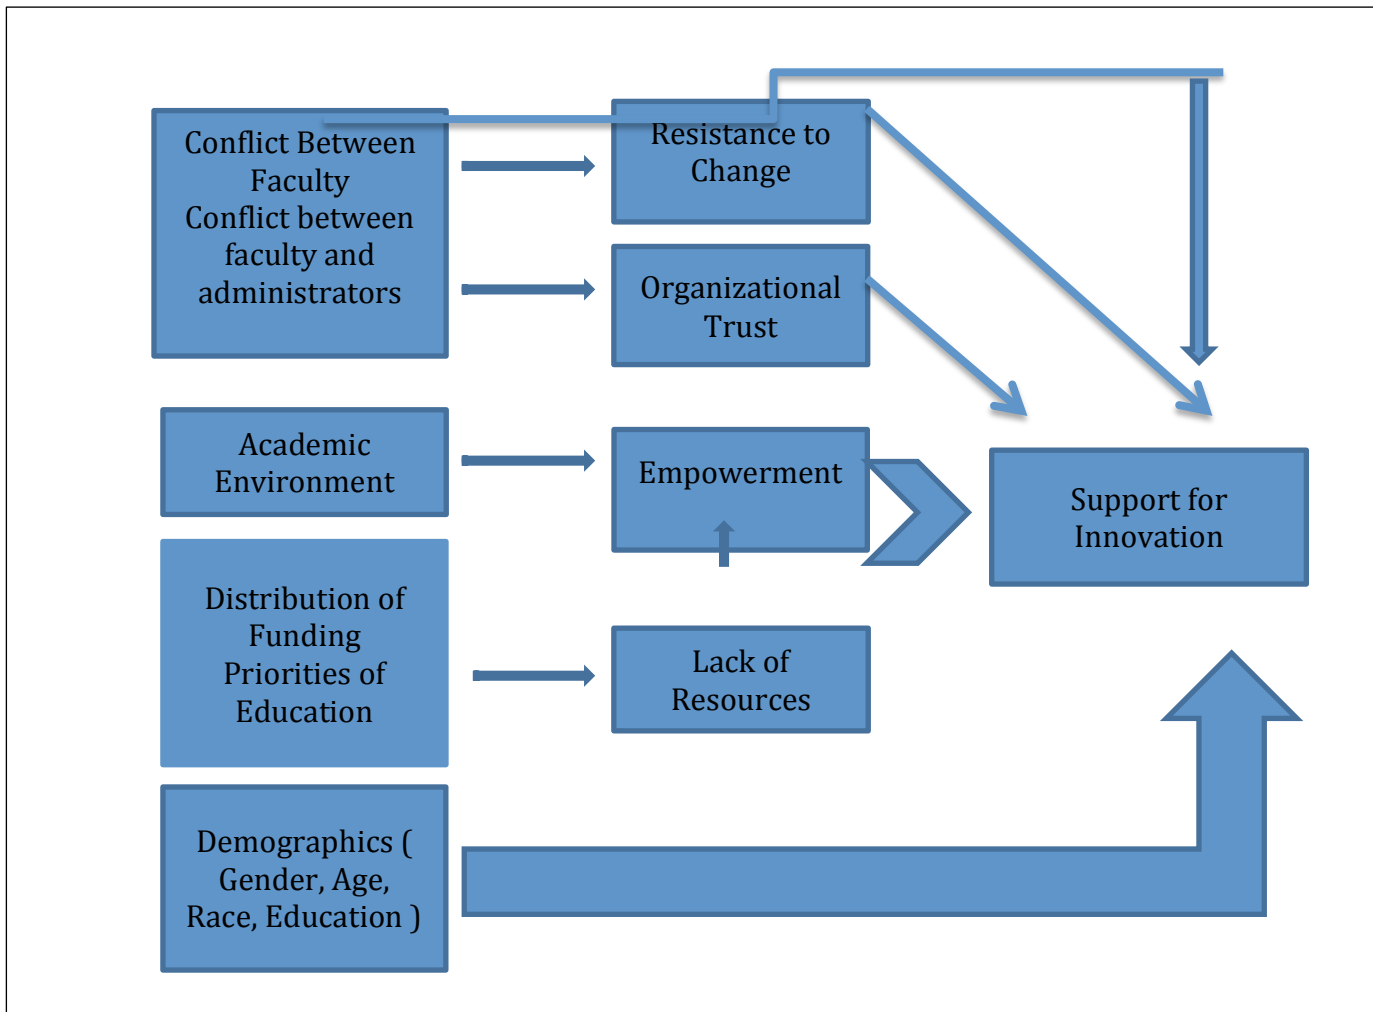 Conflict Between
Faculty
Conflict between
faculty and
administrators
Resistance to
Change
Organizational
Trust
Academic
Environment
Empowerment
Support for
Innovation
Distribution of
Funding
Priorities of
Education
Lack of
Resources
Demographics (
Gender, Age,
Race, Education )